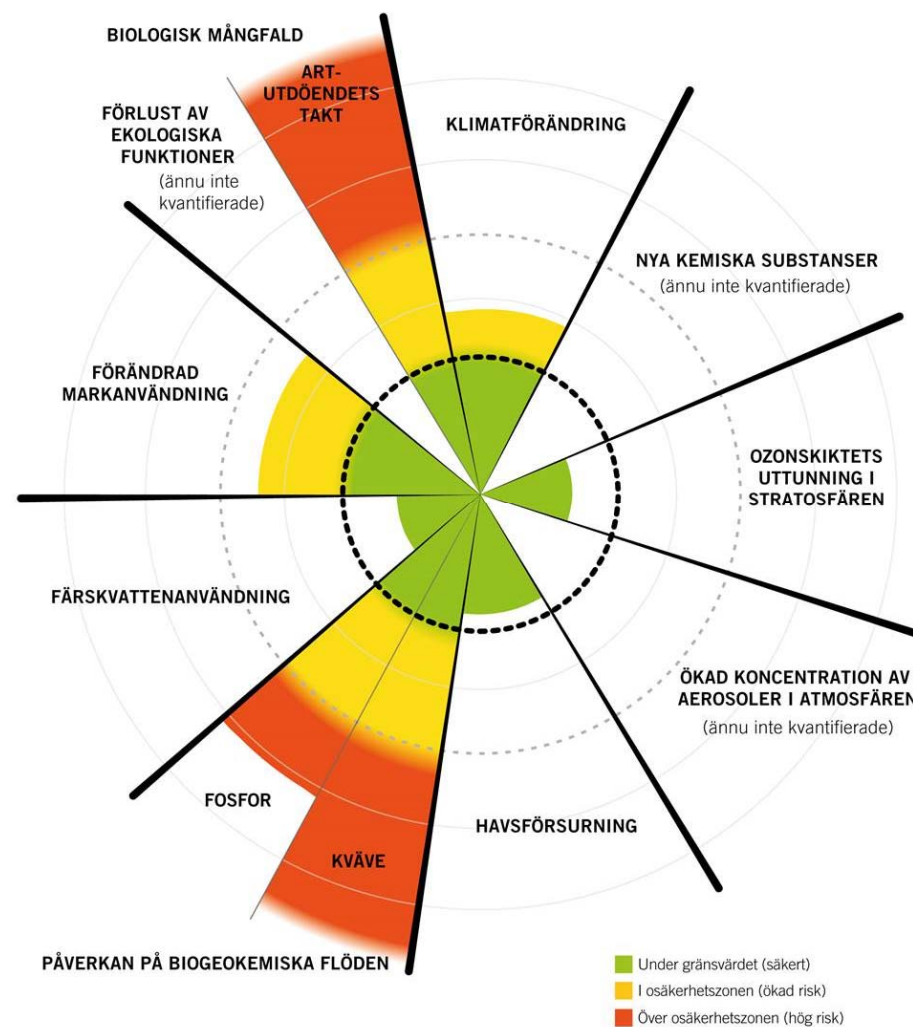 BIOLOGISK MÅNGFALD
ART-
UTDÖENDETS
TAKT
FÖRLUST AV
EKOLOGISKA
FUNKTIONER
(ännu inte
kvantifierade)
KLIMATFÖRÄNDRING
NYA KEMISKA SUBSTANSER
(ännu inte kvantifierade)
FÖRÄNDRAD
MARKANVÄNDNING
OZONSKIKTETS
UTTUNNING I
STRATOSFÄREN
FÄRSKVATTENANVÄNDNING
ÖKAD KONCENTRATION AV
AEROSOLER I ATMOSFÄREN
(ännu inte kvantifierade)
FOSFOR
HAVSFÖRSURNING
KVÄVE
PÅVERKAN PÅ BIOGEOKEMISKA FLÖDEN
Under gränsvärdet (säkert)
I osäkerhetszonen (ökad risk)
Över osäkerhetszonen (hög risk)